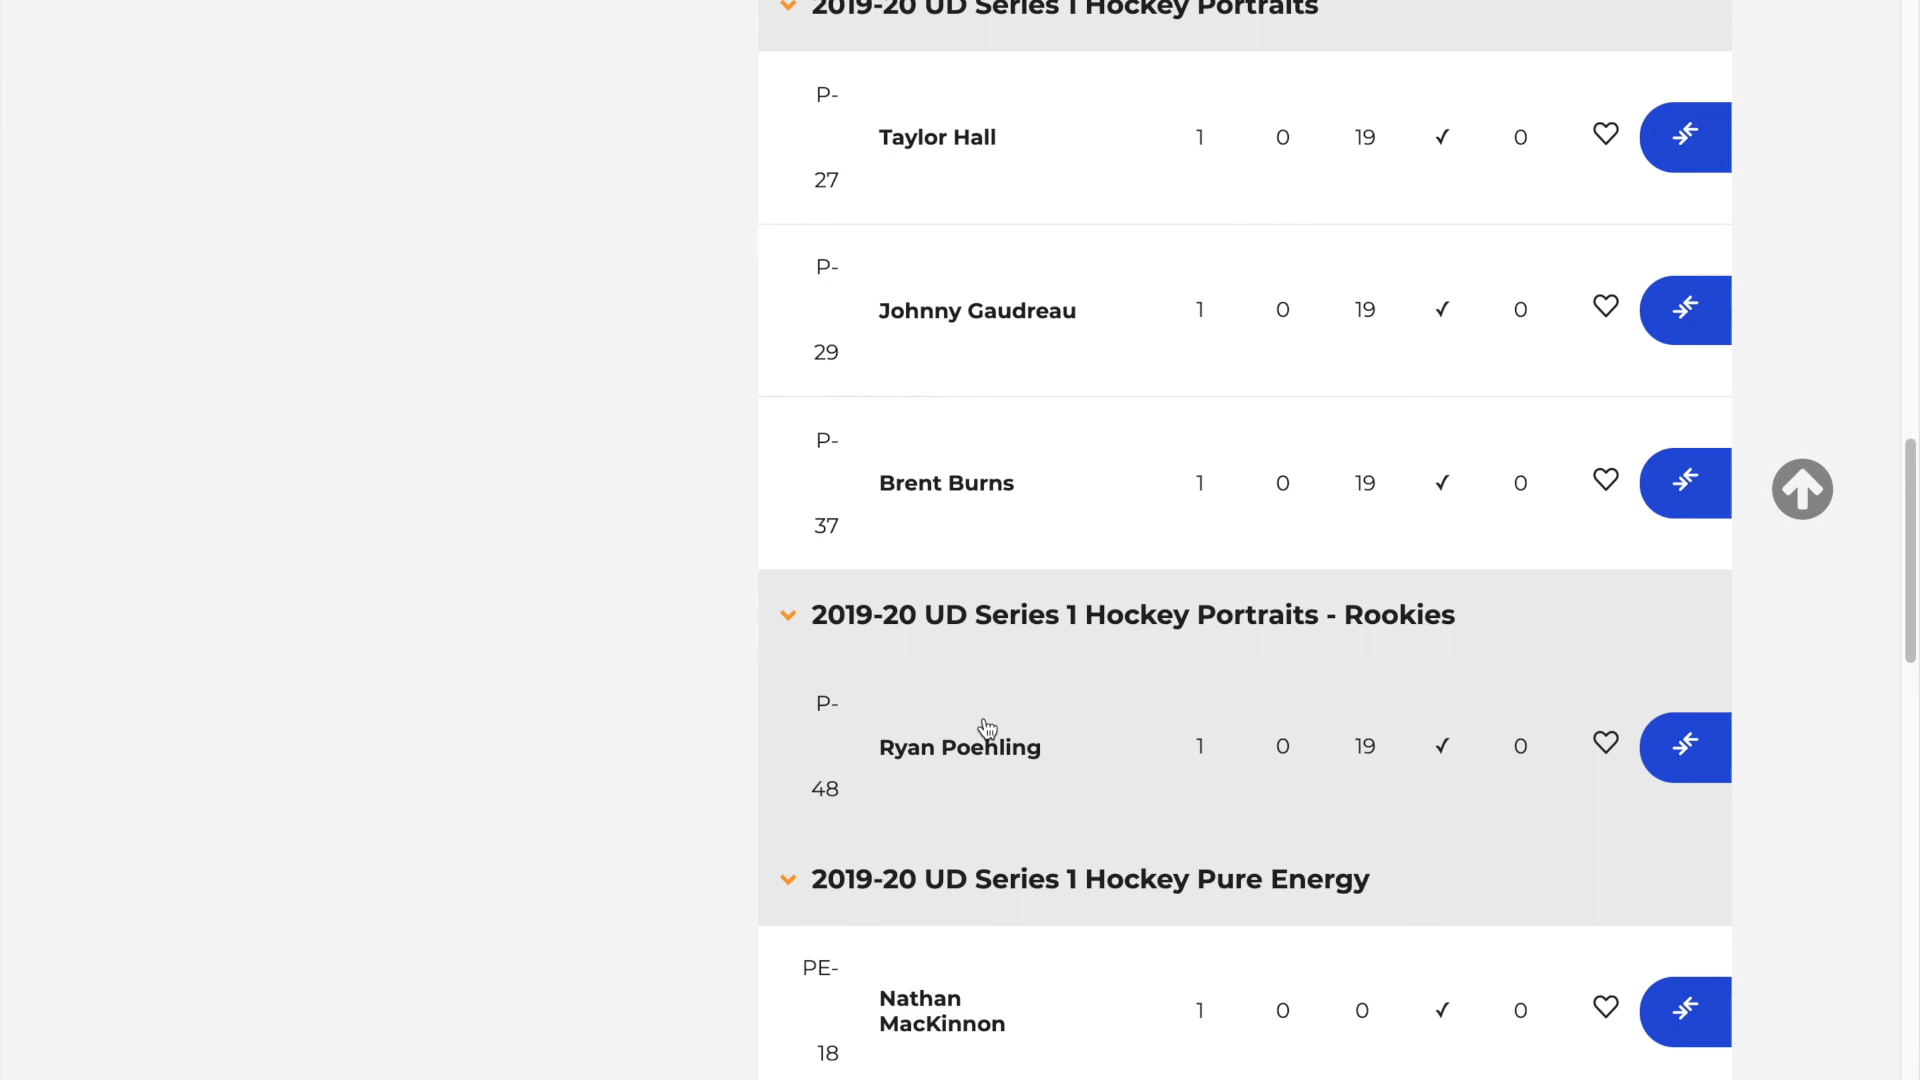 2019-20 UD Series 1 Hockey Portraits
P-
Taylor Hall 1 0 19 ✓ 0
27
P-
Johnny Gaudreau 1 0 19 ✓ 0
29
P-
Brent Burns 1 0 19 ✓ 0
37
2019-20 UD Series 1 Hockey Portraits - Rookies
P-
Ryan Poehling 1 0 19 ✓ 0
48
2019-20 UD Series 1 Hockey Pure Energy
PE-
Nathan
MacKinnon 1 0 0 ✓ 0
18